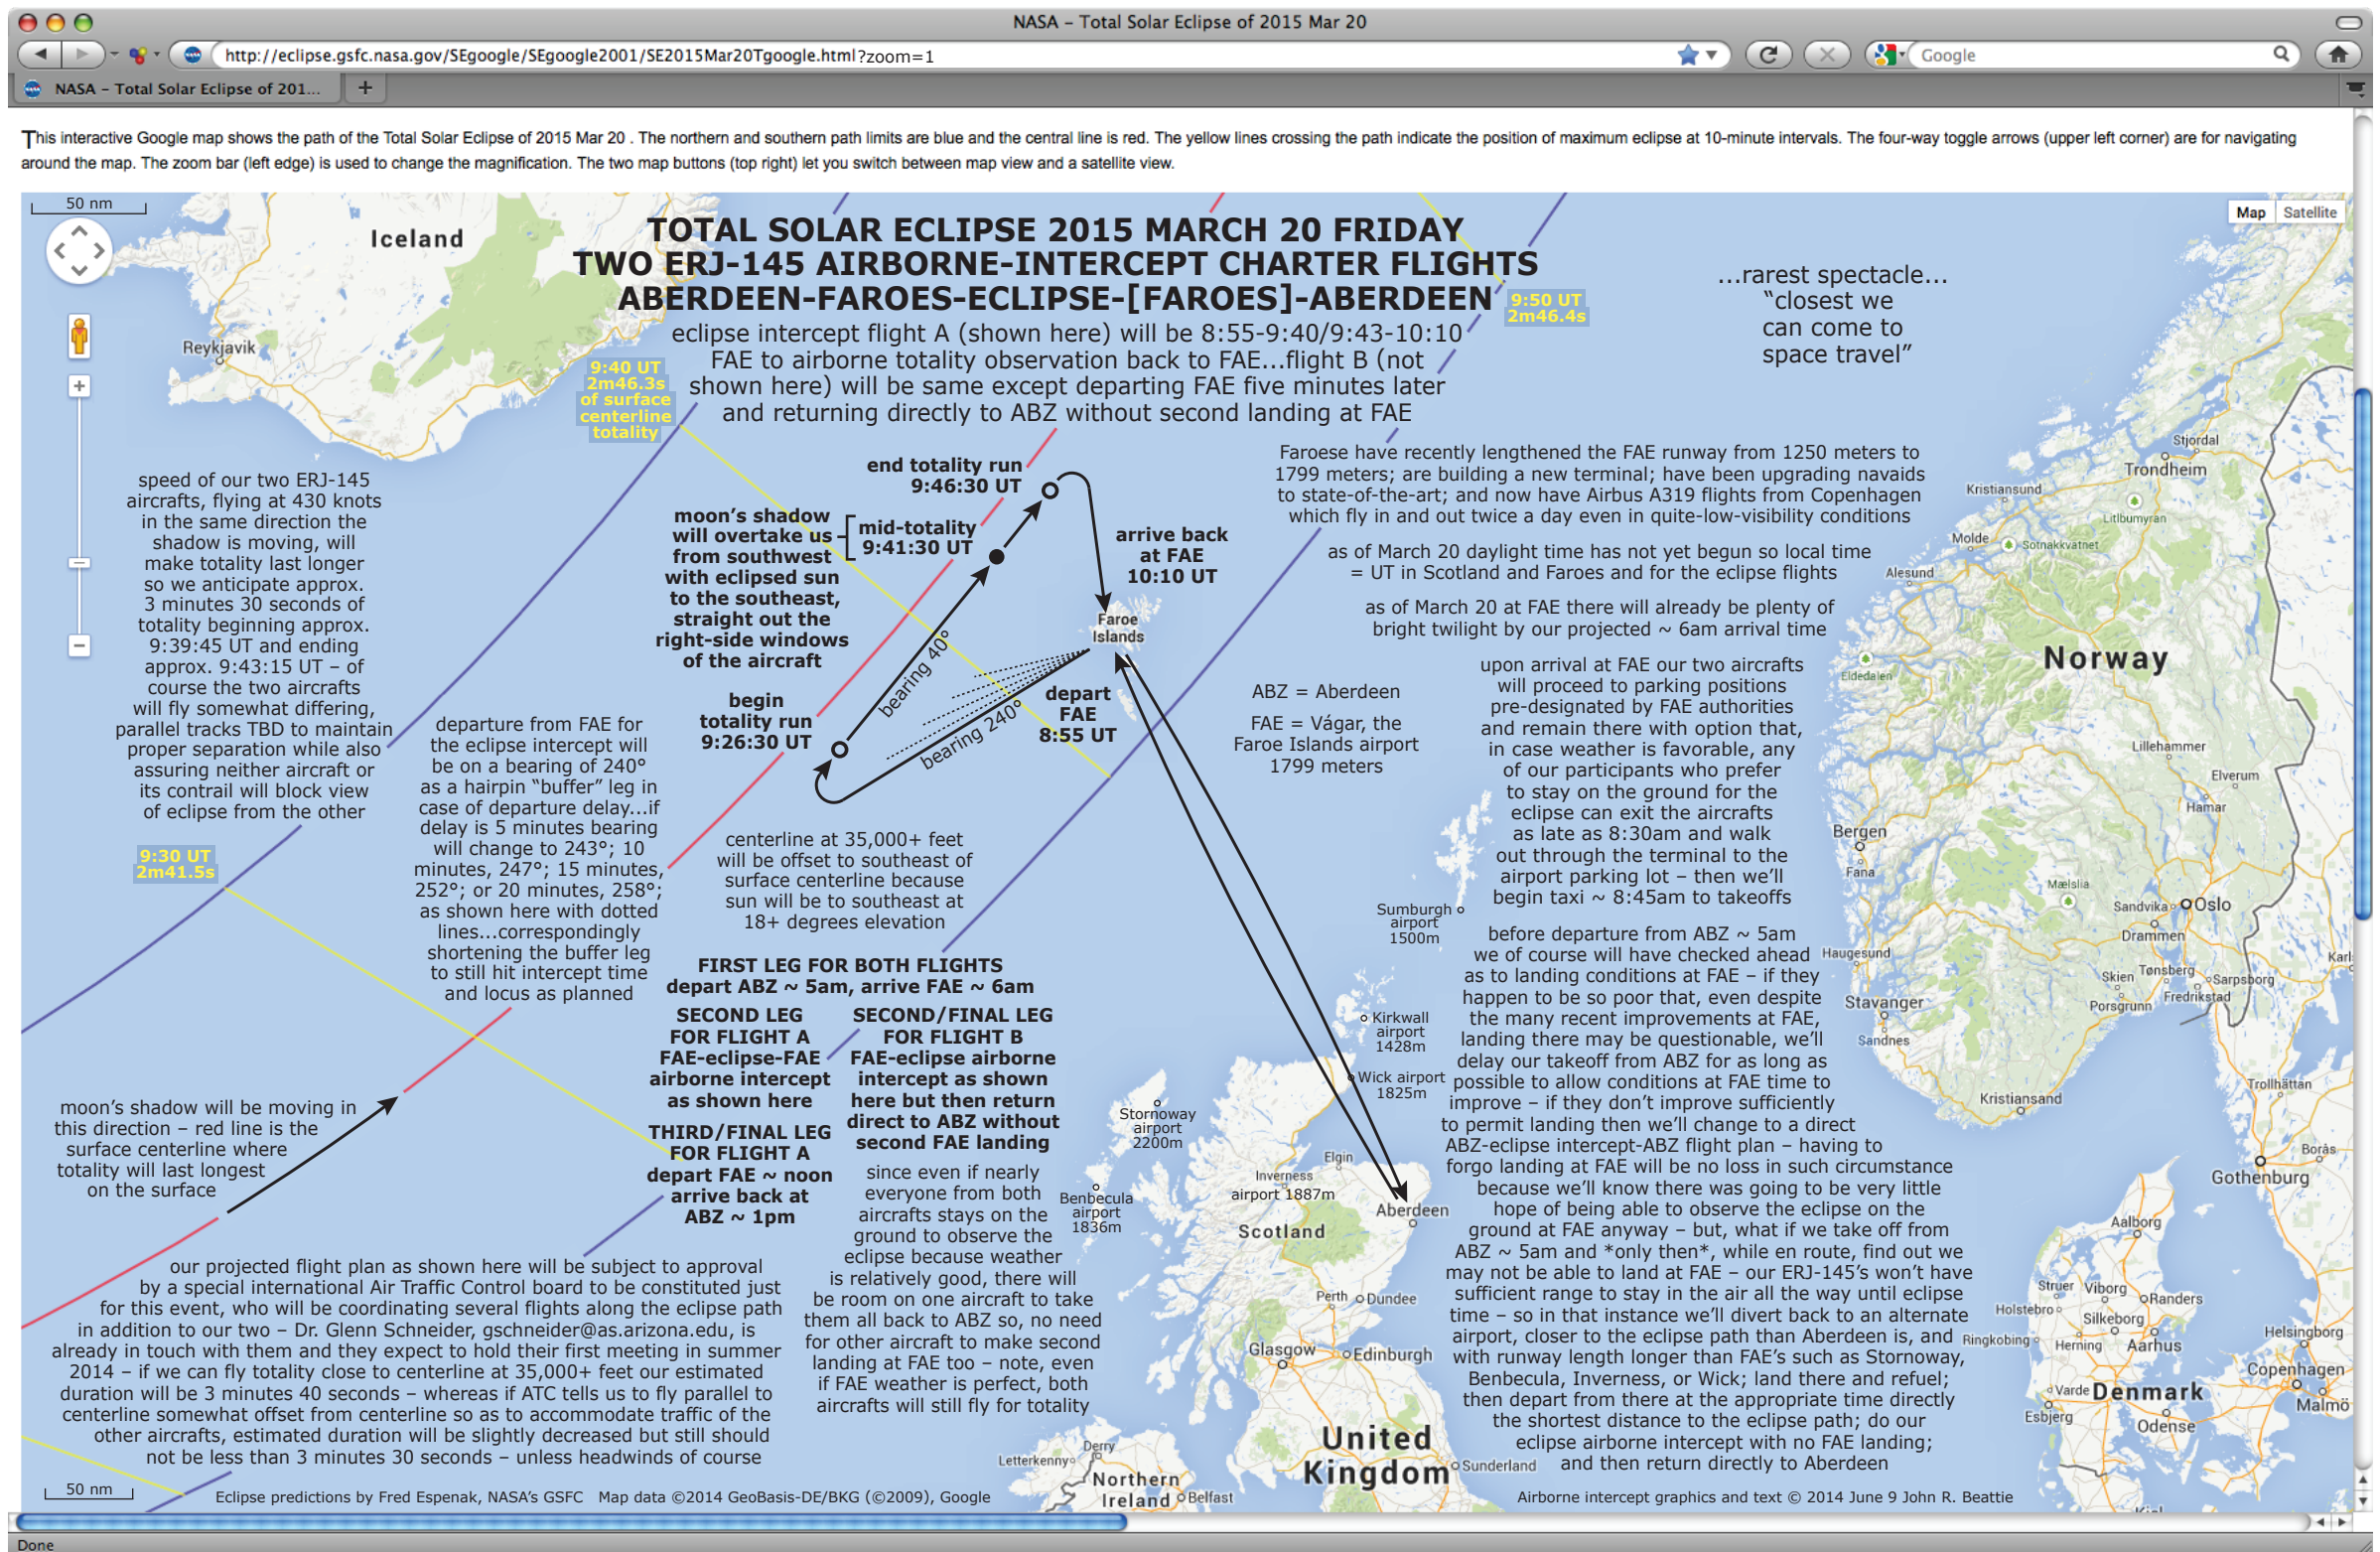 NASA – Total Solar Eclipse of 2015 Mar 20
http://eclipse.gsfc.nasa.gov/SEgoogle/SEgoogle2001/SE2015Mar20Tgoogle.html?zoom=1
Google
NASA – Total Solar Eclipse of 201...
This interactive Google map shows the path of the Total Solar Eclipse of 2015 Mar 20 . The northern and southern path limits are blue and the central line is red. The yellow lines crossing the path indicate the position of maximum eclipse at 10-minute intervals. The four-way toggle arrows (upper left corner) are for navigating
around the map. The zoom bar (left edge) is used to change the magnification. The two map buttons (top right) let you switch between map view and a satellite view.
50 nm
Map Satellite
Iceland
Reykjavik
TOTAL SOLAR ECLIPSE 2015 MARCH 20 FRIDAY
TWO ERJ-145 AIRBORNE-INTERCEPT CHARTER FLIGHTS
ABERDEEN-FAROES-ECLIPSE-[FAROES]-ABERDEEN
eclipse intercept flight A (shown here) will be 8:55-9:40/9:43-10:10
FAE to airborne totality observation back to FAE...flight B (not
shown here) will be same except departing FAE five minutes later
and returning directly to ABZ without second landing at FAE
9:50 UT
2m46.4s
...rarest spectacle...
“closest we
can come to
space travel”
9:40 UT
2m46.3s
of surface
centerline
totality
speed of our two ERJ-145
aircrafts, flying at 430 knots
in the same direction the
shadow is moving, will
make totality last longer
so we anticipate approx.
3 minutes 30 seconds of
totality beginning approx.
9:39:45 UT and ending
approx. 9:43:15 UT – of
course the two aircrafts
will fly somewhat differing,
parallel tracks TBD to maintain
proper separation while also
assuring neither aircraft or
its contrail will block view
of eclipse from the other
9:30 UT
2m41.5s
departure from FAE for
the eclipse intercept will
be on a bearing of 240°
as a hairpin “buffer” leg in
case of departure delay...if
delay is 5 minutes bearing
will change to 243°; 10
minutes, 247°; 15 minutes,
252°; or 20 minutes, 258°;
as shown here with dotted
lines...correspondingly
shortening the buffer leg
to still hit intercept time
and locus as planned
end totality run
9:46:30 UT
moon’s shadow
will overtake us
from southwest
with eclipsed sun
to the southeast,
straight out the
right-side windows
of the aircraft
mid-totality
9:41:30 UT
arrive back
at FAE
10:10 UT
Faroe
Islands
begin
totality run
9:26:30 UT
bearing 40°
bearing 240°
depart
FAE
8:55 UT
centerline at 35,000+ feet
will be offset to southeast of
surface centerline because
sun will be to southeast at
18+ degrees elevation
Faroese have recently lengthened the FAE runway from 1250 meters to
1799 meters; are building a new terminal; have been upgrading navaids
to state-of-the-art; and now have Airbus A319 flights from Copenhagen
which fly in and out twice a day even in quite-low-visibility conditions
as of March 20 daylight time has not yet begun so local time
= UT in Scotland and Faroes and for the eclipse flights
as of March 20 at FAE there will already be plenty of
bright twilight by our projected ~ 6am arrival time
ABZ = Aberdeen
FAE = Vágar, the
Faroe Islands airport
1799 meters
upon arrival at FAE our two aircrafts
will proceed to parking positions
pre-designated by FAE authorities
and remain there with option that,
in case weather is favorable, any
of our participants who prefer
to stay on the ground for the
eclipse can exit the aircrafts
as late as 8:30am and walk
out through the terminal to the
airport parking lot – then we’ll
begin taxi ~ 8:45am to takeoffs
before departure from ABZ ~ 5am
we of course will have checked ahead
as to landing conditions at FAE – if they
happen to be so poor that, even despite
the many recent improvements at FAE,
landing there may be questionable, we’ll
delay our takeoff from ABZ for as long as
possible to allow conditions at FAE time to
improve – if they don’t improve sufficiently
to permit landing then we’ll change to a direct
ABZ-eclipse intercept-ABZ flight plan – having to
forgo landing at FAE will be no loss in such circumstance
because we’ll know there was going to be very little
hope of being able to observe the eclipse on the
ground at FAE anyway – but, what if we take off from
ABZ ~ 5am and *only then*, while en route, find out we
may not be able to land at FAE – our ERJ-145’s won’t have
sufficient range to stay in the air all the way until eclipse
time – so in that instance we’ll divert back to an alternate
airport, closer to the eclipse path than Aberdeen is, and
with runway length longer than FAE’s such as Stornoway,
Benbecula, Inverness, or Wick; land there and refuel;
then depart from there at the appropriate time directly
the shortest distance to the eclipse path; do our
eclipse airborne intercept with no FAE landing;
and then return directly to Aberdeen
FIRST LEG FOR BOTH FLIGHTS
depart ABZ ~ 5am, arrive FAE ~ 6am
SECOND LEG
FOR FLIGHT A
FAE-eclipse-FAE
airborne intercept
as shown here
THIRD/FINAL LEG
FOR FLIGHT A
depart FAE ~ noon
arrive back at
ABZ ~ 1pm
SECOND/FINAL LEG
FOR FLIGHT B
FAE-eclipse airborne
intercept as shown
here but then return
direct to ABZ without
second FAE landing
since even if nearly
everyone from both
aircrafts stays on the
ground to observe the
eclipse because weather
is relatively good, there will
be room on one aircraft to take
them all back to ABZ so, no need
for other aircraft to make second
landing at FAE too – note, even
if FAE weather is perfect, both
aircrafts will still fly for totality
moon’s shadow will be moving in
this direction – red line is the
surface centerline where
totality will last longest
on the surface
our projected flight plan as shown here will be subject to approval
by a special international Air Traffic Control board to be constituted just
for this event, who will be coordinating several flights along the eclipse path
in addition to our two – Dr. Glenn Schneider, gschneider@as.arizona.edu, is
already in touch with them and they expect to hold their first meeting in summer
2014 – if we can fly totality close to centerline at 35,000+ feet our estimated
duration will be 3 minutes 40 seconds – whereas if ATC tells us to fly parallel to
centerline somewhat offset from centerline so as to accommodate traffic of the
other aircrafts, estimated duration will be slightly decreased but still should
not be less than 3 minutes 30 seconds – unless headwinds of course
Sumburgh
airport
1500m
Kirkwall
airport
1428m
Wick airport
1825m
Stornoway
airport
2200m
Benbecula
airport
1836m
Elgin
Inverness
airport 1887m
Aberdeen
Scotland
Perth
Dundee
Glasgow
Edinburgh
United
Kingdom
Sunderland
Derry
Letterkenny
Northern
Ireland
Belfast
Stjordal
Trondheim
Kristiansund
Litlbumyran
Molde
Sotnakkvatnet
Alesund
Norway
Eldedalen
Lillehammer
Elverum
Hamar
Bergen
Fana
Mælslia
Sandvika
Oslo
Drammen
Haugesund
Skien
Tønsberg
Sarpsborg
Karl
Porsgrunn
Fredrikstad
Stavanger
Sandnes
Trollhättan
Kristiansand
Borås
Gothenburg
Aalborg
Struer
Viborg
Randers
Holstebro
Silkeborg
Ringkobing
Herning
Aarhus
Helsingborg
Copenhagen
Varde
Denmark
Malmö
Esbjerg
Odense
Kiel
50 nm
Eclipse predictions by Fred Espenak, NASA’s GSFC Map data ©2014 GeoBasis-DE/BKG (©2009), Google
Airborne intercept graphics and text © 2014 June 9 John R. Beattie
Done